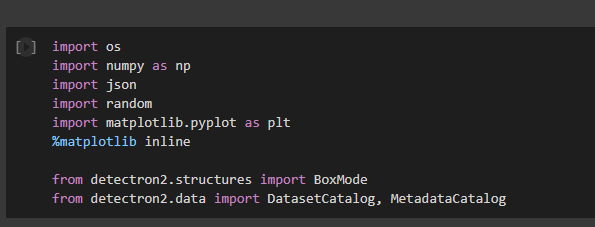 import os
import numpy as np
import json
import random
import matplotlib.pyplot as plt
%matplotlib inline
from detectron2.structures import BoxMode
from detectron2.data import DatasetCatalog, MetadataCatalog